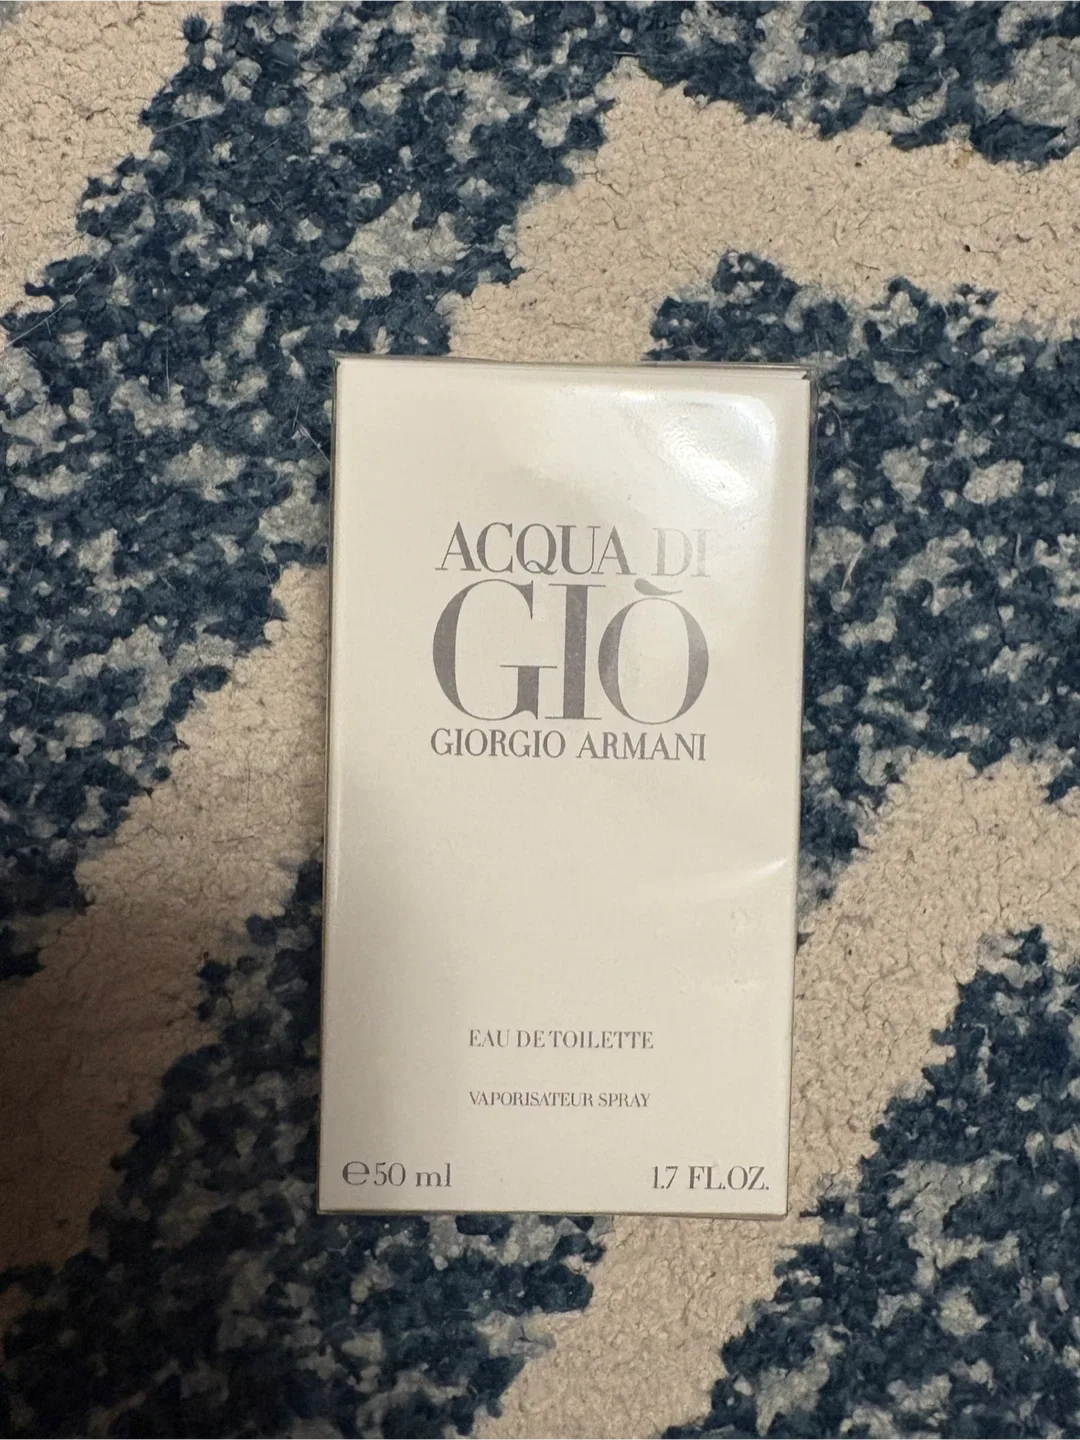 ACQUA DI
GIÒ
GIORGIO ARMANI
EAU DE TOILETTE
VAPORISATEUR SPRAY
℮50 ml 1.7 FL.OZ.